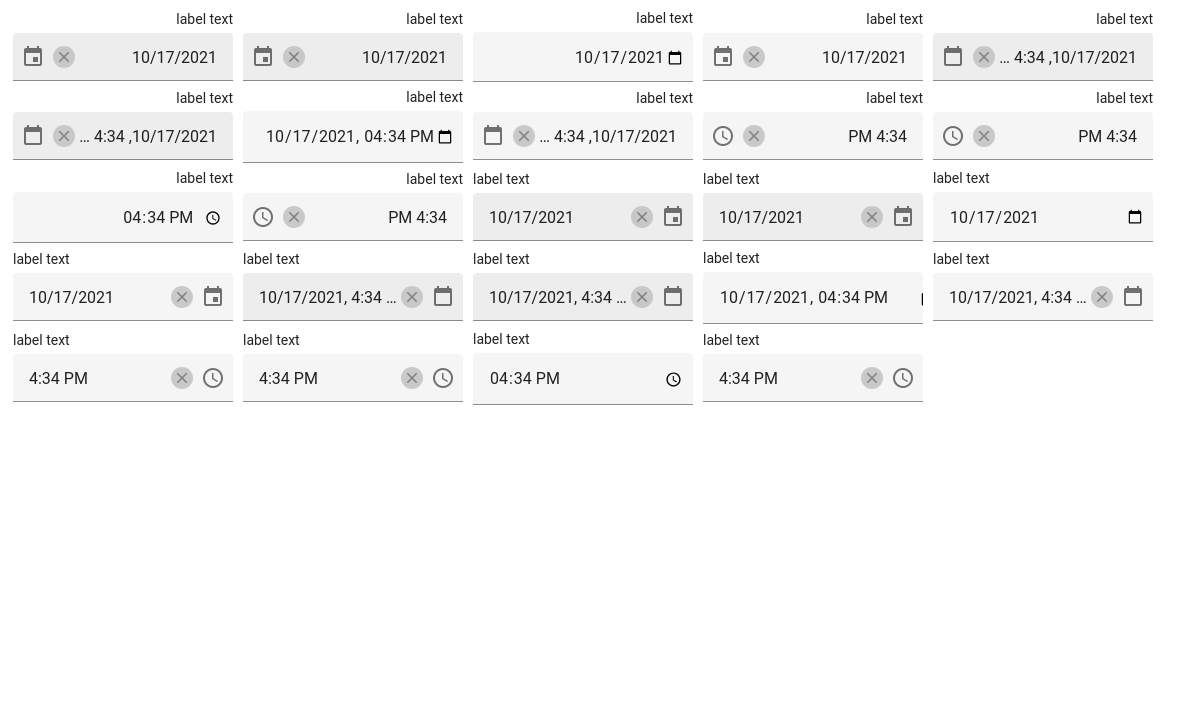 label text
label text
label text
label text
label text
10/17/2021
10/17/2021
10/17/2021
10/17/2021
... 4:34 ,10/17/2021
label text
label text
label text
label text
label text
... 4:34 ,10/17/2021
10/17/2021, 04:34 PM
... 4:34 ,10/17/2021
PM 4:34
PM 4:34
label text
label text
label text
label text
label text
04:34 PM
PM 4:34
10/17/2021
10/17/2021
10/17/2021
label text
label text
label text
label text
label text
10/17/2021
10/17/2021, 4:34 ...
10/17/2021, 4:34 ...
10/17/2021, 04:34 PM
10/17/2021, 4:34 ...
label text
label text
label text
label text
4:34 PM
4:34 PM
04:34 PM
4:34 PM